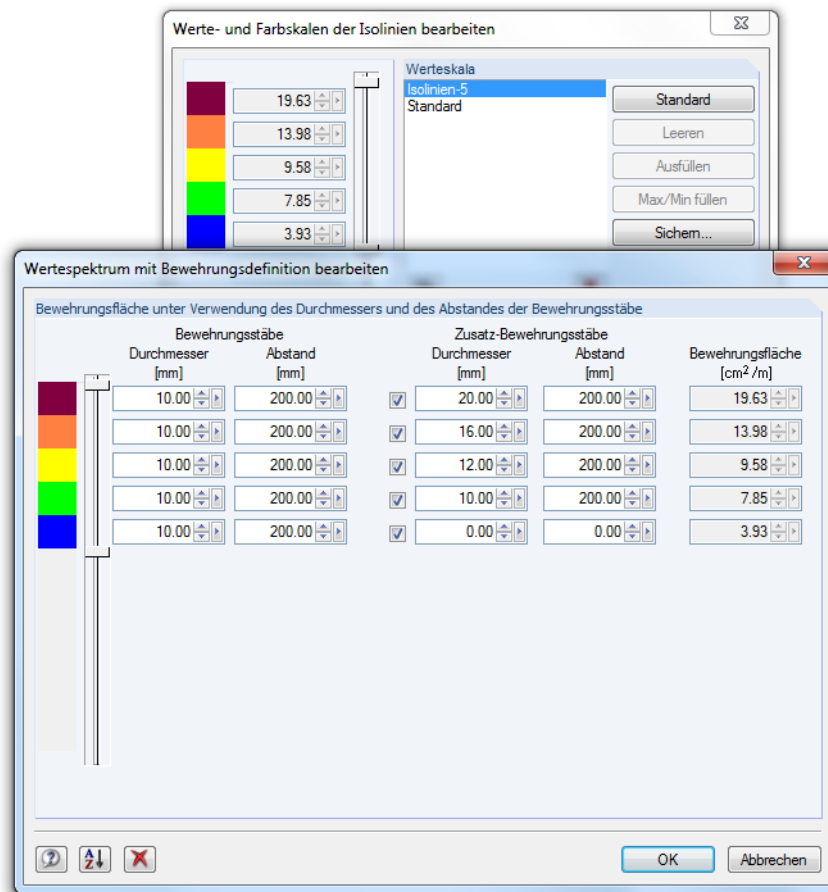 Werte- und Farbskalen der Isolinien bearbeiten
Werteskala
Isolinien-5
Standard
19.63
13.98
9.58
7.85
3.93
Standard
Leeren
Ausfüllen
Max/Min füllen
Sichern...
Wertespektrum mit Bewehrungsdefinition bearbeiten
Bewehrungsfläche unter Verwendung des Durchmessers und des Abstandes der Bewehrungsstäbe
Bewehrungsstäbe Zusatz-Bewehrungsstäbe
Durchmesser Abstand Durchmesser Abstand Bewehrungsfläche
[mm] [mm] [mm] [mm] [cm²/m]
10.00 200.00 20.00 200.00 19.63
10.00 200.00 16.00 200.00 13.98
10.00 200.00 12.00 200.00 9.58
10.00 200.00 10.00 200.00 7.85
10.00 200.00 0.00 0.00 3.93
A
Z
OK Abbrechen